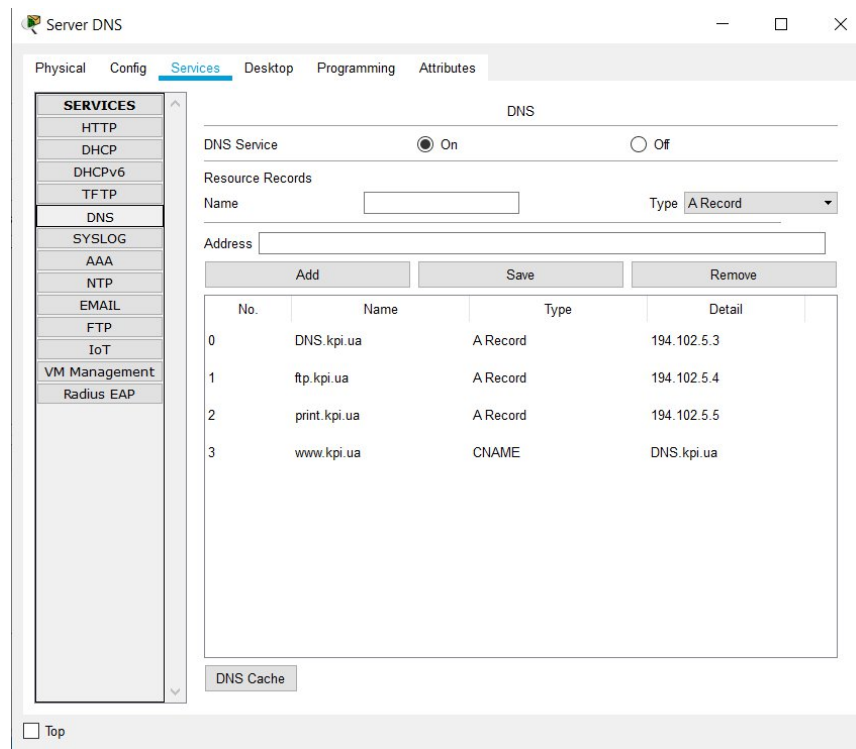 Server DNS
Physical Config Services Desktop Programming Attributes
SERVICES
HTTP
DHCP
DHCPv6
TFTP
DNS
SYSLOG
AAA
NTP
EMAIL
FTP
IoT
VM Management
Radius EAP
DNS
DNS Service On Off
Resource Records
Name Type A Record
Address
Add Save Remove
No. Name Type Detail
0 DNS.kpi.ua A Record 194.102.5.3
1 ftp.kpi.ua A Record 194.102.5.4
2 print.kpi.ua A Record 194.102.5.5
3 www.kpi.ua CNAME DNS.kpi.ua
DNS Cache
Top